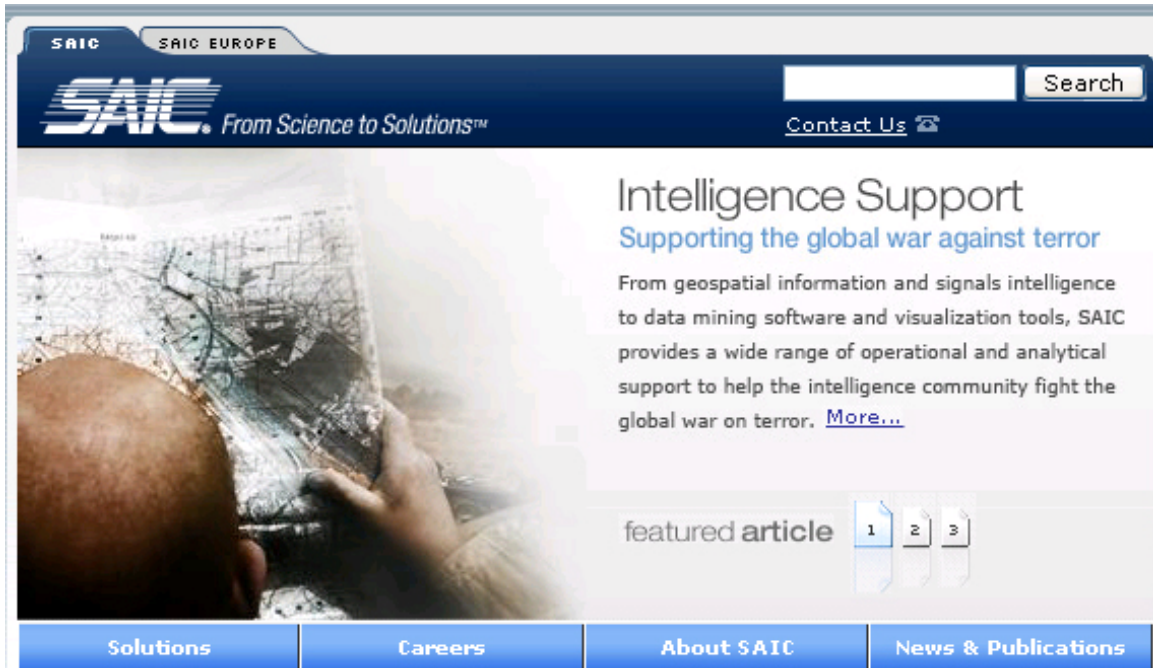 SAIC
SAIC EUROPE
Search
SAIC® From Science to Solutions™
Contact Us
Intelligence Support
Supporting the global war against terror
From geospatial information and signals intelligence
to data mining software and visualization tools, SAIC
provides a wide range of operational and analytical
support to help the intelligence community fight the
global war on terror. More...
featured article 1 2 3
Solutions
Careers
About SAIC
News & Publications